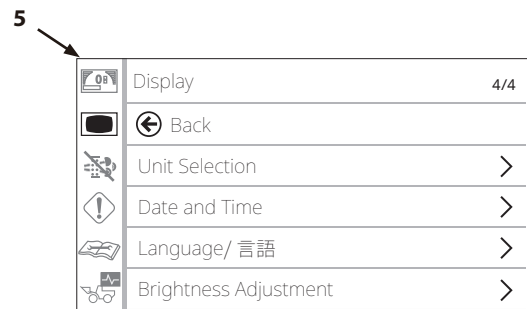 5
Display 4/4
Back
Unit Selection
Date and Time
Language/ 言語
Brightness Adjustment